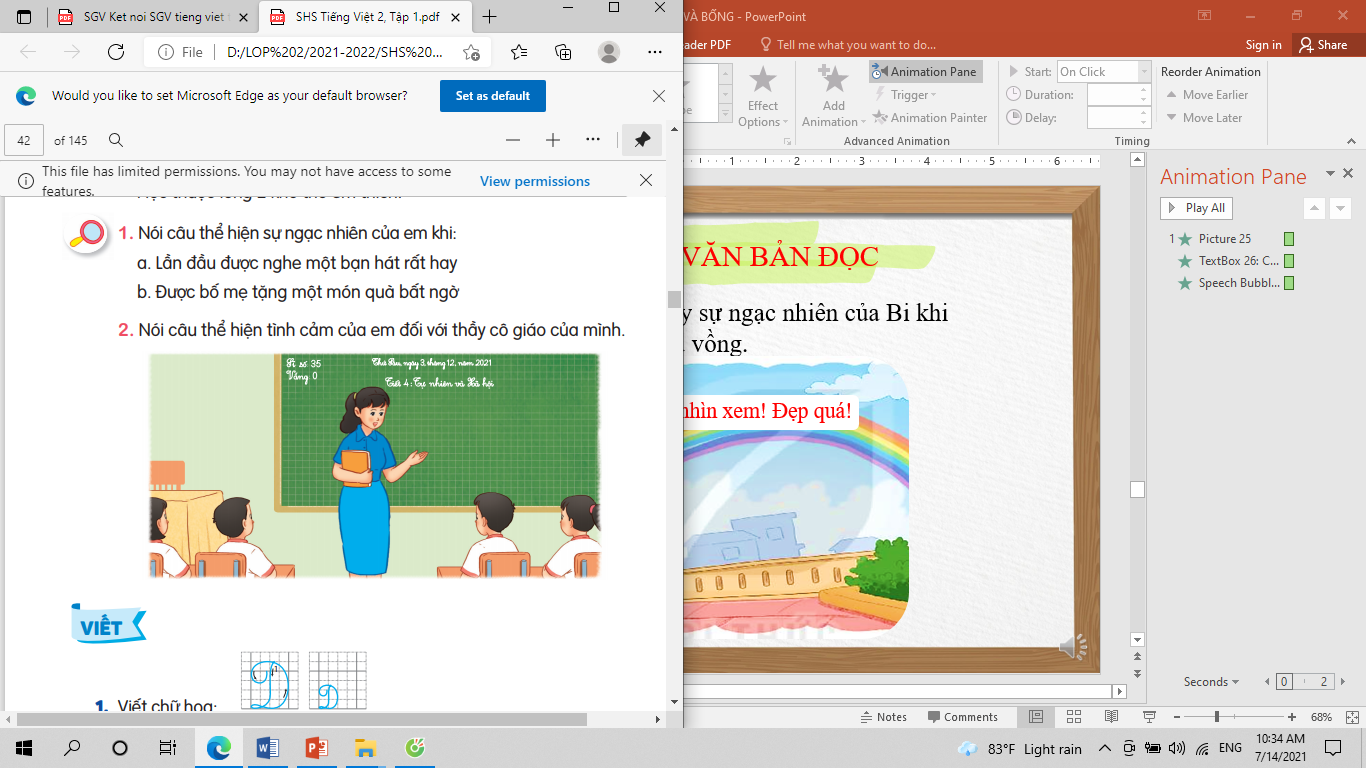 SGV Ket noi SGV tieng viet
SHS Tiếng Việt 2, Tập 1.pdf
File
D:/LOP%202/2021-2022/SHS%20...
Would you like to set Microsoft Edge as your default browser?
Set as default
42 of 145
This file has limited permissions. You may not have access to some features.
View permissions
1. Nói câu thể hiện sự ngạc nhiên của em khi:
a. Lần đầu được nghe một bạn hát rất hay
b. Được bố mẹ tặng một món quà bất ngờ
2. Nói câu thể hiện tình cảm của em đối với thầy cô giáo của mình.
Sĩ số: 35
Vắng: 0
Thứ Sáu, ngày 3, tháng 12, năm 2021
Tiết 4: Tự nhiên và Xã hội
VIẾT
1. Viết chữ hoa:
Đ
Đ
VÀ BỐNG - PowerPoint
ader PDF
Tell me what you want to do...
Sign in
Share
Effect Options
Add Animation
Animation Pane
Trigger
Animation Painter
Advanced Animation
Start: On Click
Duration:
Delay:
Timing
Reorder Animation
Move Earlier
Move Later
1 2 3 4 5 6
VĂN BẢN ĐỌC
sự ngạc nhiên của Bi khi
vồng.
nhìn xem! Đẹp quá!
Animation Pane
Play All
1 Picture 25
TextBox 26: C...
Speech Bubbl...
Seconds
0 2
Notes
Comments
68%
83°F Light rain
ENG
10:34 AM
7/14/2021